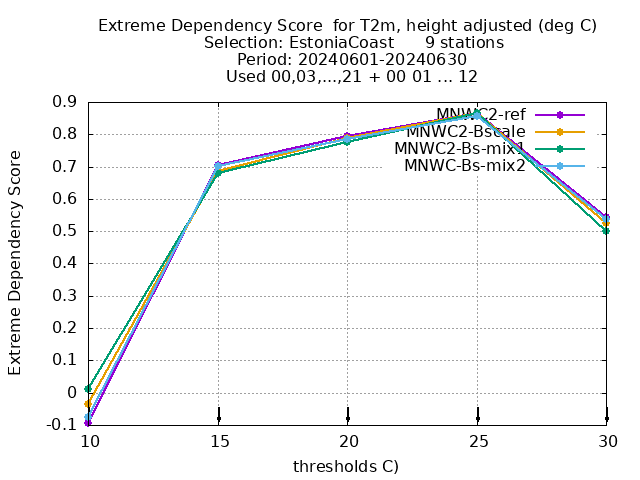 Extreme Dependency Score  for T2m, height adjusted (deg C)
Selection: EstoniaCoast      9 stations
Period: 20240601-20240630
Used 00,03,...,21 + 00 01 ... 12
Extreme Dependency Score
0.9
0.8
0.7
0.6
0.5
0.4
0.3
0.2
0.1
0
-0.1
MNWC2-ref
MNWC2-Bscale
MNWC2-Bs-mix1
MNWC-Bs-mix2
10 15 20 25 30
thresholds C)